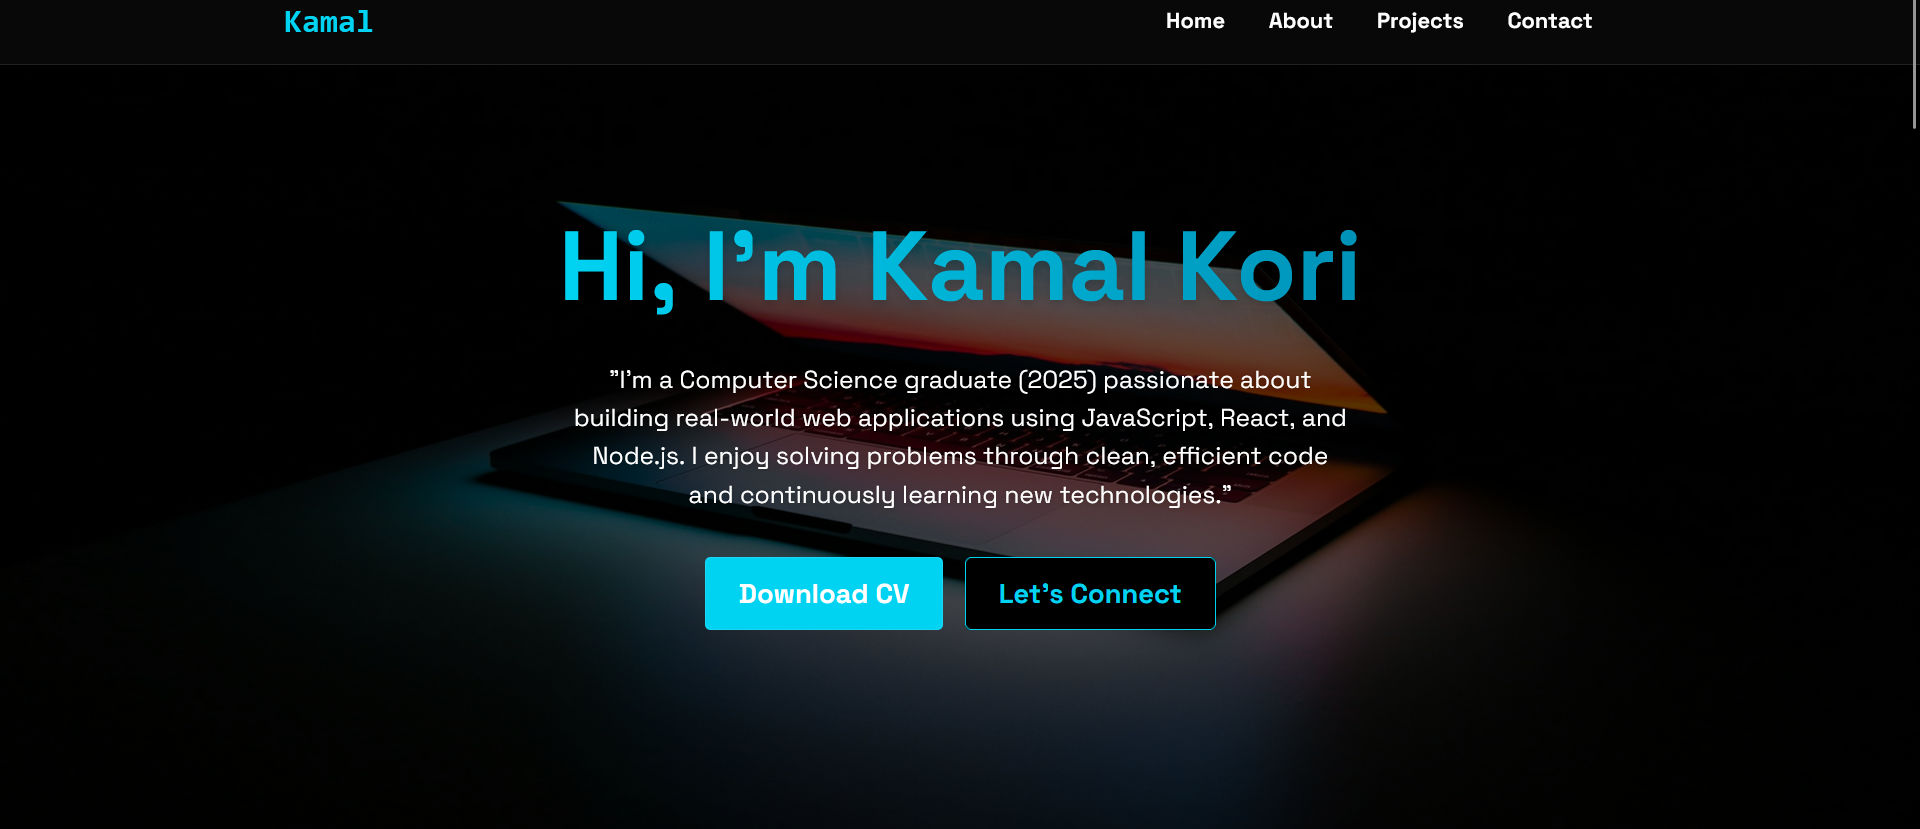 Kamal
Home About Projects Contact
Hi, I’m Kamal Kori
"I’m a Computer Science graduate (2025) passionate about
building real-world web applications using JavaScript, React, and
Node.js. I enjoy solving problems through clean, efficient code
and continuously learning new technologies."
Download CV
Let’s Connect